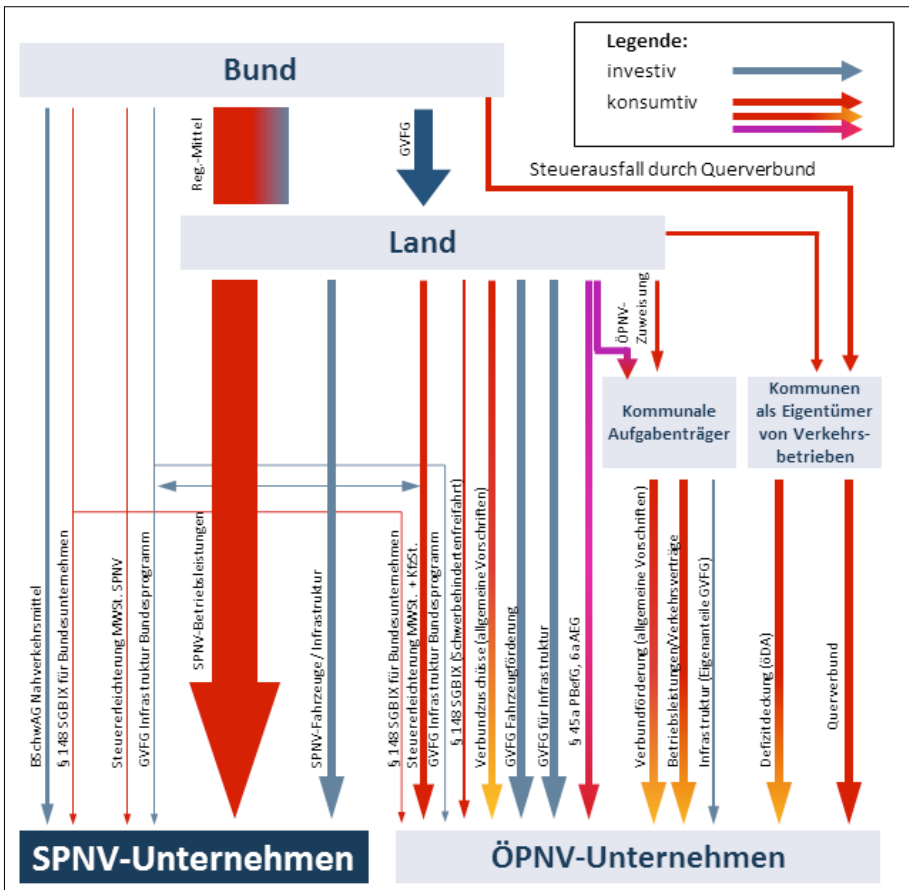 Legende:
investiv
konsumtiv
Bund
Reg.-Mittel
GVFG
Steuerausfall durch Querverbund
Land
ÖPNV-
Zuweisung
Kommunale
Aufgabenträger
Kommunen
als Eigentümer
von Verkehrs-
betrieben
BSchwAG Nahverkehrsmittel
§ 148 SGB IX für Bundesunternehmen
Steuererleichterung MWSt. SPNV
GVFG Infrastruktur Bundesprogramm
SPNV-Betriebsleistungen
SPNV-Fahrzeuge / Infrastruktur
§ 148 SGB IX für Bundesunternehmen
Steuererleichterung MWSt. + KfzSt.
GVFG Infrastruktur Bundesprogramm
§ 148 SGB IX (Schwerbehindertenfreifahrt)
Verbundzuschüsse (allgemeine Vorschriften)
GVFG Fahrzeugförderung
GVFG für Infrastruktur
§ 45a PBefG, 6a AEG
Verbundförderung (allgemeine Vorschriften)
Betriebsleistungen/Verkehrsverträge
Infrastruktur (Eigenanteile GVFG)
Defizitdeckung (öDA)
Querverbund
SPNV-Unternehmen
ÖPNV-Unternehmen